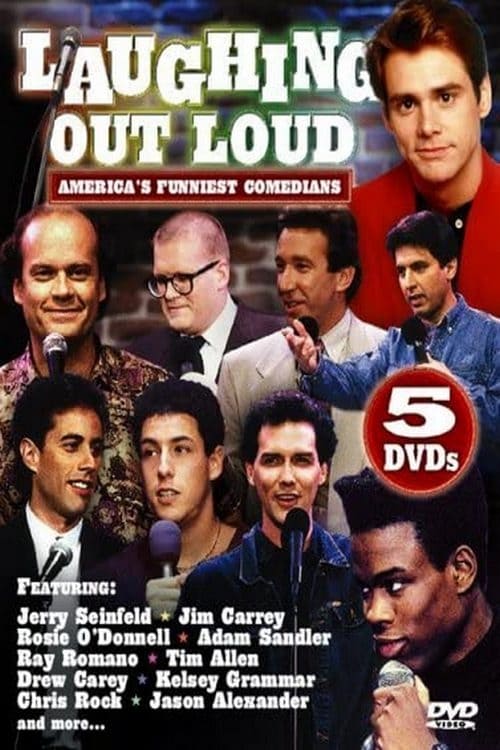 LAUGHING
OUT LOUD
AMERICA'S FUNNIEST COMEDIANS
5
DVDs
FEATURING:
Jerry Seinfeld ★ Jim Carrey
Rosie O'Donnell ★ Adam Sandler
Ray Romano ★ Tim Allen
Drew Carey ★ Kelsey Grammar
Chris Rock ★ Jason Alexander
and more...
DVD
VIDEO